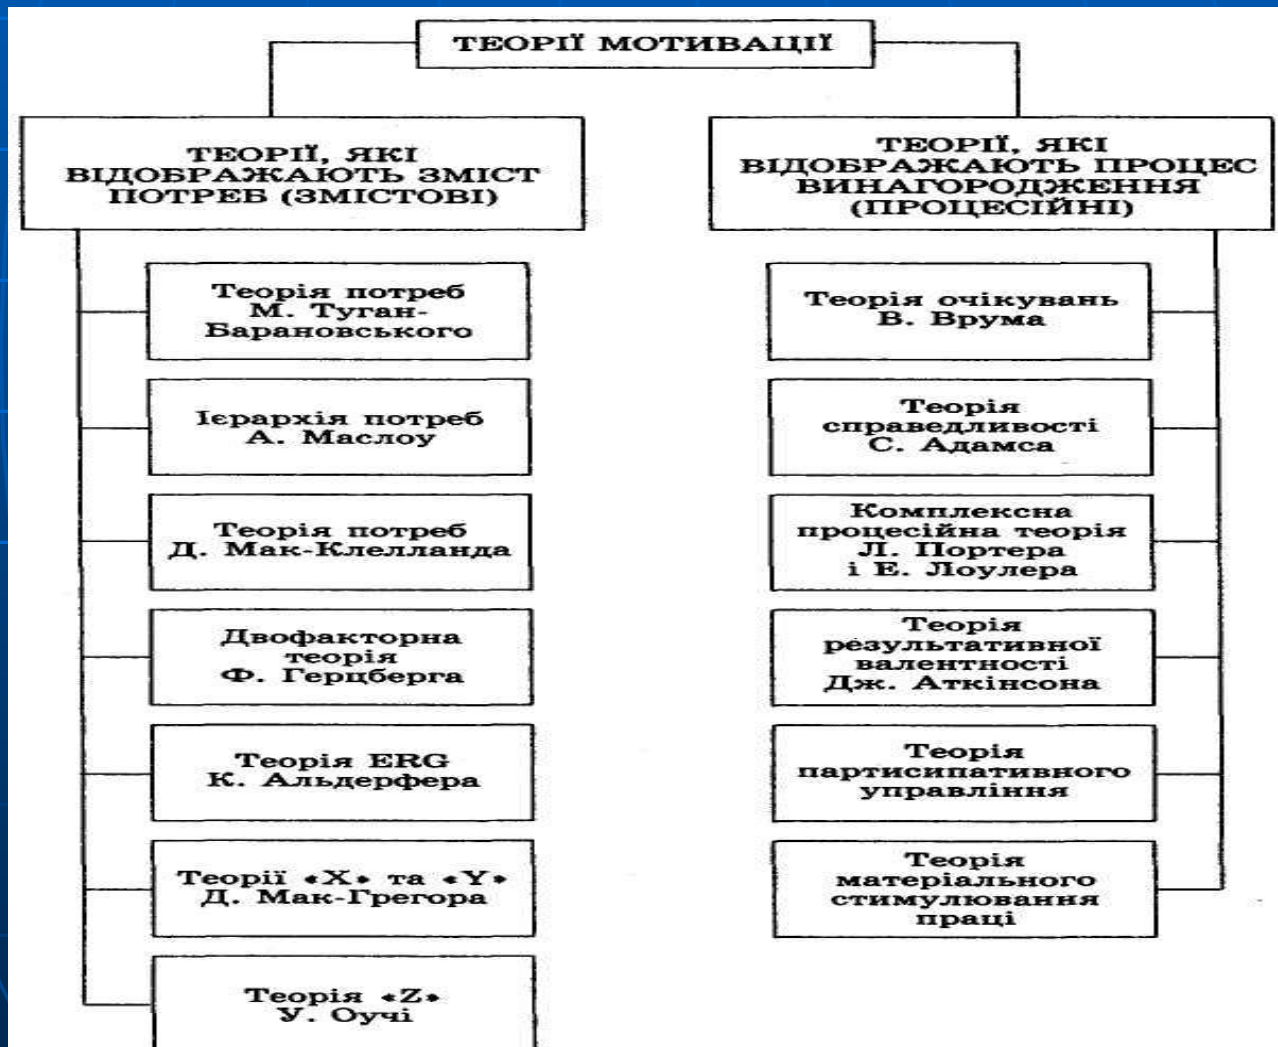 ТЕОРІЇ МОТИВАЦІЇ
ТЕОРІЇ, ЯКІ
ВІДОБРАЖАЮТЬ ЗМІСТ
ПОТРЕБ (ЗМІСТОВІ)
Теорія потреб
М. Туган-
Барановського
Ієрархія потреб
А. Маслоу
Теорія потреб
Д. Мак-Клелланда
Двофакторна
теорія
Ф. Герцберга
Теорія ERG
К. Альдерфера
Теорії «X» та «Y»
Д. Мак-Грегора
Теорія «Z»
У. Оучі
ТЕОРІЇ, ЯКІ
ВІДОБРАЖАЮТЬ ПРОЦЕС
ВИНАГОРОДЖЕННЯ
(ПРОЦЕСІЙНІ)
Теорія очікувань
В. Врума
Теорія
справедливості
С. Адамса
Комплексна
процесійна теорія
Л. Портера
і Е. Лоулера
Теорія
результативної
валентності
Дж. Аткінсона
Теорія
партисипативного
управління
Теорія
матеріального
стимулювання
праці